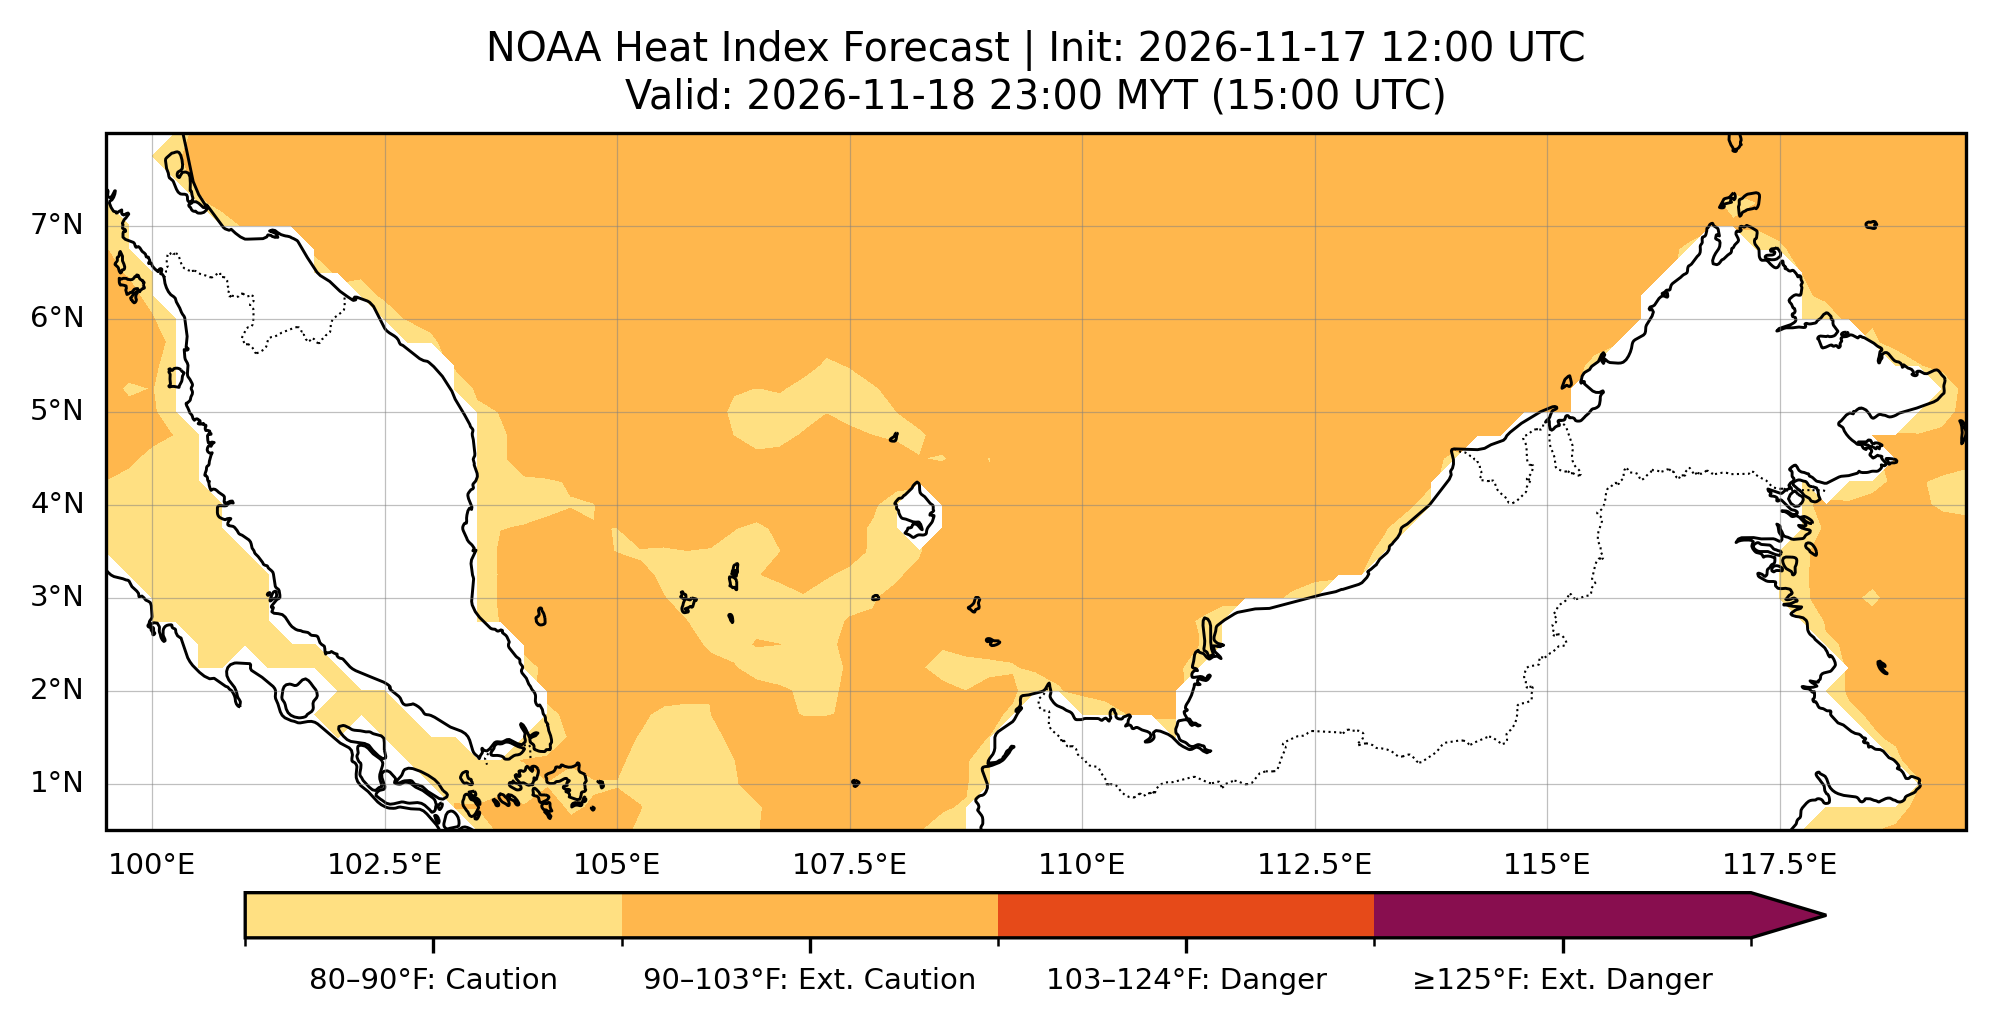 NOAA Heat Index Forecast | Init: 2026-11-17 12:00 UTC
Valid: 2026-11-18 23:00 MYT (15:00 UTC)
7°N
6°N
5°N
4°N
3°N
2°N
1°N
100°E 102.5°E 105°E 107.5°E 110°E 112.5°E 115°E 117.5°E
80–90°F: Caution 90–103°F: Ext. Caution 103–124°F: Danger ≥125°F: Ext. Danger